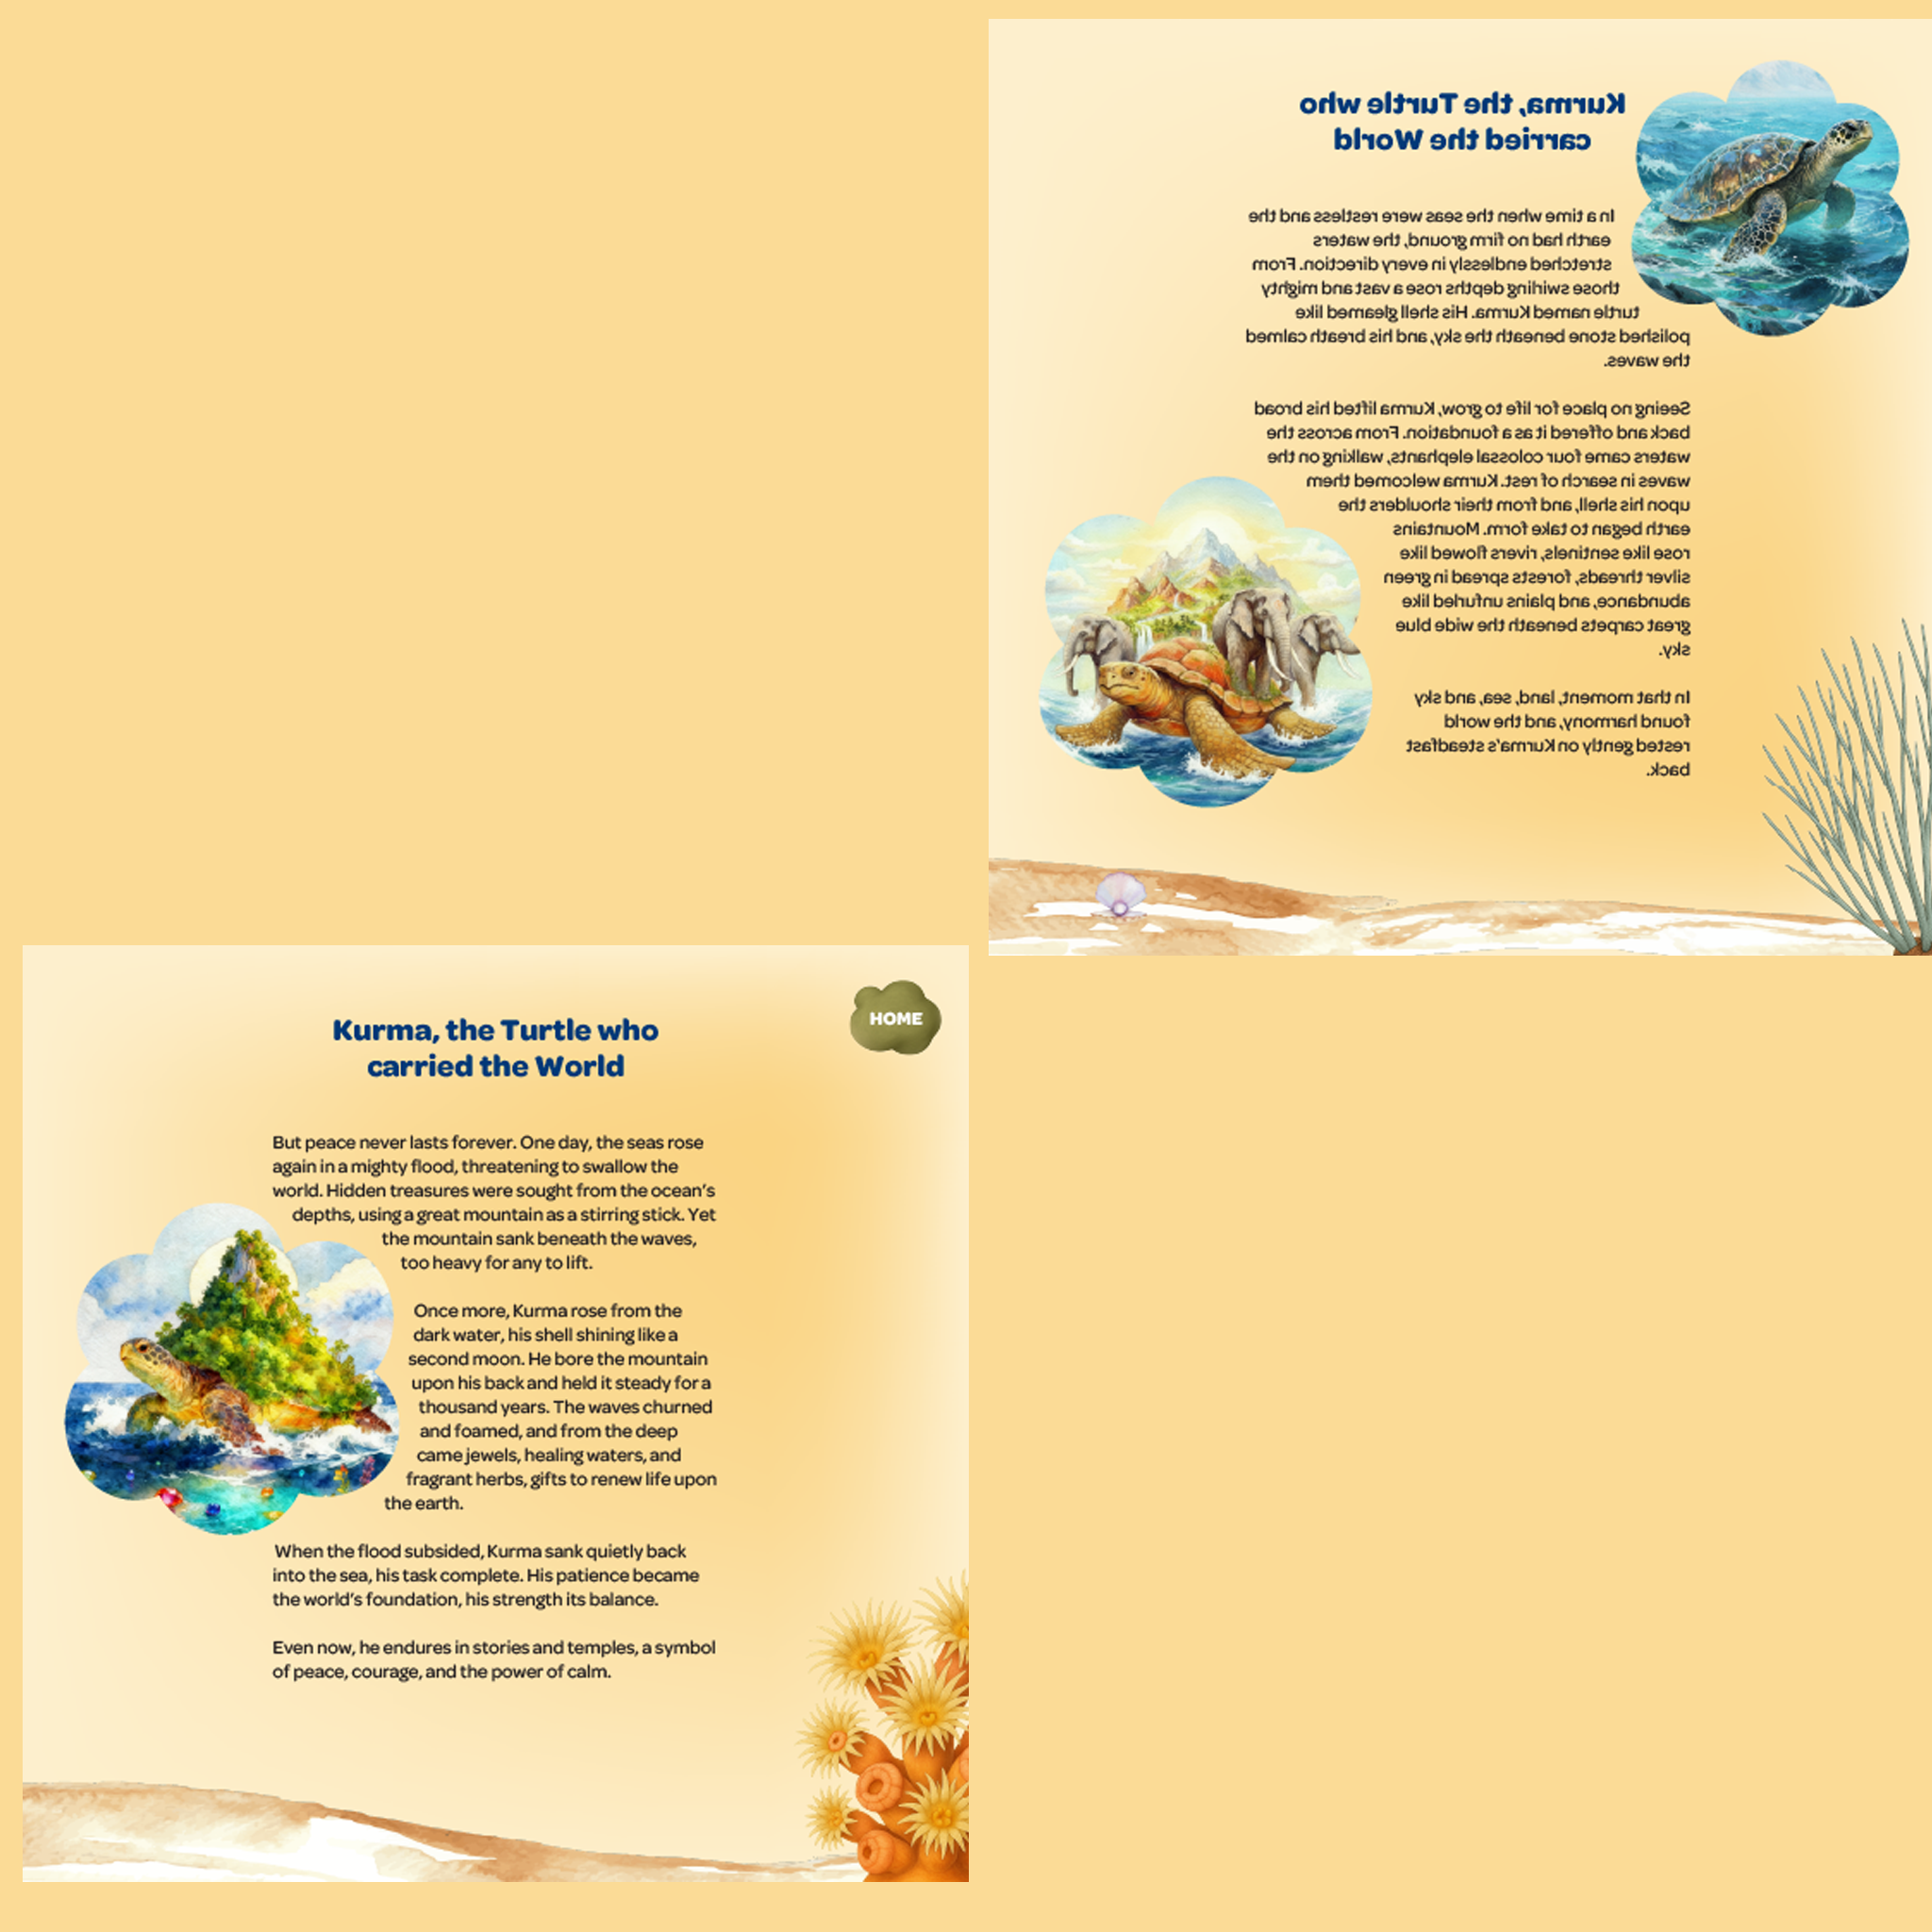 Kurma, the Turtle who
carried the World
In a time when the seas were restless and the
earth had no firm ground, the waters
stretched endlessly in every direction. From
those swirling depths rose a vast and mighty
turtle named Kurma. His shell gleamed like
polished stone beneath the sky, and his breath calmed
the waves.
Seeing no place for life to grow, Kurma lifted his broad
back and offered it as a foundation. From across the
waters came four colossal elephants, walking on the
waves in search of rest. Kurma welcomed them
upon his shell, and from their shoulders the
earth began to take form. Mountains
rose like sentinels, rivers flowed like
silver threads, forests spread in green
abundance, and plains unfurled like
great carpets beneath the wide blue
sky.
In that moment, land, sea, and sky
found harmony, and the world
rested gently on Kurma's steadfast
back.
HOME
Kurma, the Turtle who
carried the World
But peace never lasts forever. One day, the seas rose
again in a mighty flood, threatening to swallow the
world. Hidden treasures were sought from the ocean's
depths, using a great mountain as a stirring stick. Yet
the mountain sank beneath the waves,
too heavy for any to lift.
Once more, Kurma rose from the
dark water, his shell shining like a
second moon. He bore the mountain
upon his back and held it steady for a
thousand years. The waves churned
and foamed, and from the deep
came jewels, healing waters, and
fragrant herbs, gifts to renew life upon
the earth.
When the flood subsided, Kurma sank quietly back
into the sea, his task complete. His patience became
the world's foundation, his strength its balance.
Even now, he endures in stories and temples, a symbol
of peace, courage, and the power of calm.